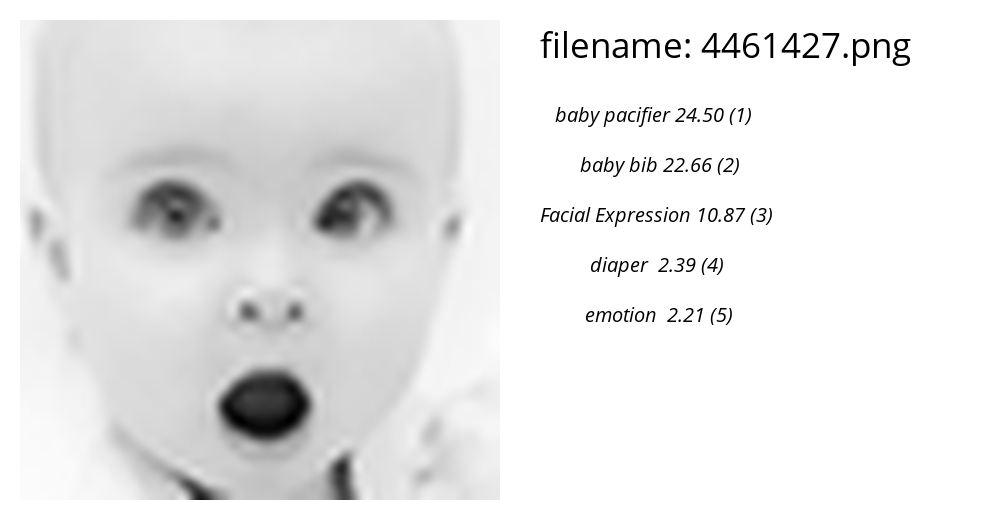 filename: 4461427.png
baby pacifier 24.50 (1)
baby bib 22.66 (2)
Facial Expression 10.87 (3)
diaper  2.39 (4)
emotion  2.21 (5)